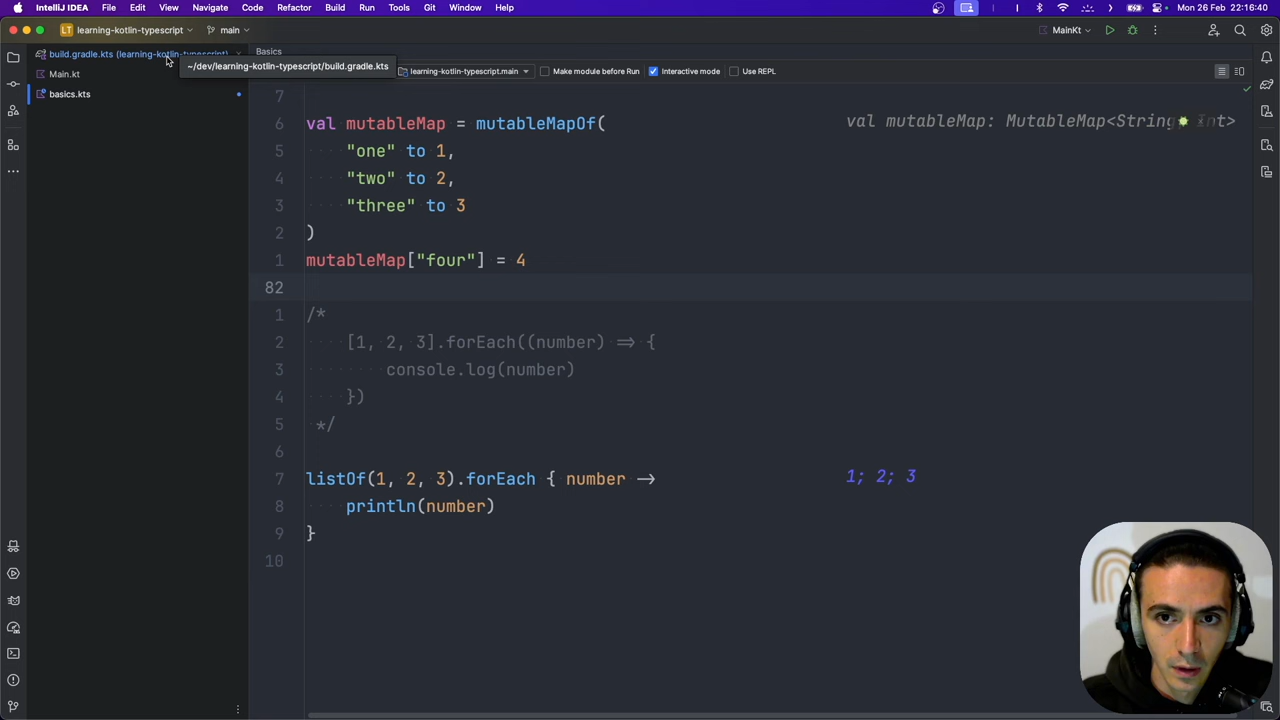 IntelliJ IDEA File Edit View Navigate Code Refactor Build Run Tools Git Window Help Mon 26 Feb 22:16:40
LT learning-kotlin-typescript main MainKt
build.gradle.kts (learning-kotlin-typescript) Basics
~/dev/learning-kotlin-typescript/build.gradle.kts
learning-kotlin-typescript.main Make module before Run Interactive mode Use REPL
Main.kt
basics.kts
7
6 val mutableMap = mutableMapOf( val mutableMap: MutableMap<String, Int>
5 "one" to 1,
4 "two" to 2,
3 "three" to 3
2 )
1 mutableMap["four"] = 4
82
1 /*
2 [1, 2, 3].forEach((number) => {
3 console.log(number)
4 })
5 */
6
7 listOf(1, 2, 3).forEach { number -> 1; 2; 3
8 println(number)
9 }
10